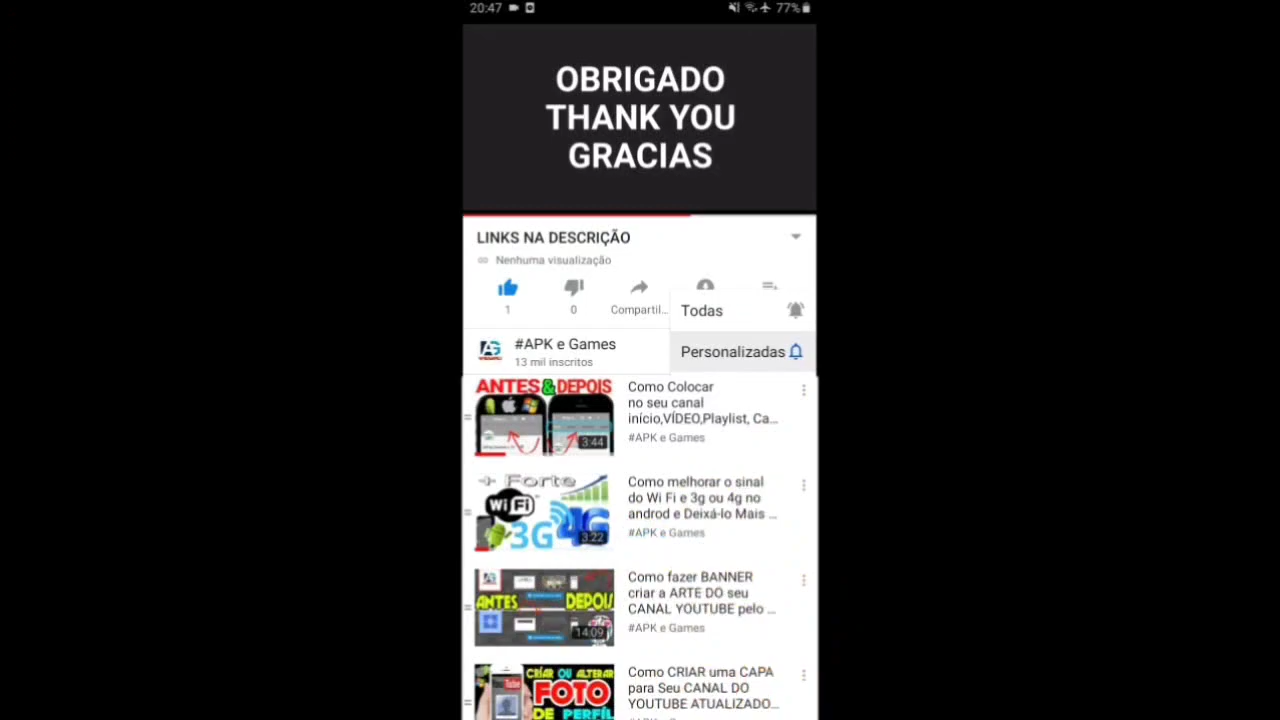 20:47
77%
OBRIGADO
THANK YOU
GRACIAS
LINKS NA DESCRIÇÃO
Nenhuma visualização
1
0
Compartil...
Todas
Personalizadas
#APK e Games
13 mil inscritos
ANTES & DEPOIS
3:44
Como Colocar
no seu canal
início,VÍDEO,Playlist, Ca...
#APK e Games
+ Forte
Wi Fi
3G 4G
3:22
Como melhorar o sinal
do Wi Fi e 3g ou 4g no
androd e Deixá-lo Mais ...
#APK e Games
ANTES DEPOIS
14:09
Como fazer BANNER
criar a ARTE DO seu
CANAL YOUTUBE pelo ...
#APK e Games
CRIAR OU ALTERAR
FOTO
DE PERFIL
Como CRIAR uma CAPA
para Seu CANAL DO
YOUTUBE ATUALIZADO...